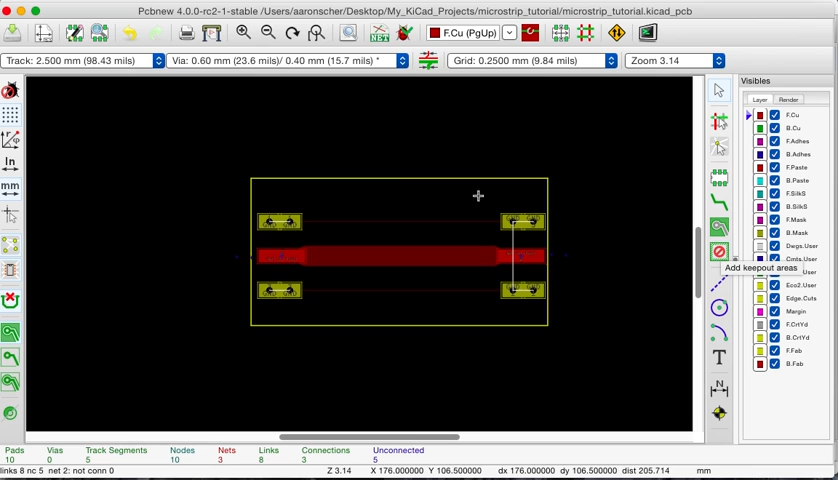 Pcbnew 4.0.0-rc2-1-stable /Users/aaronscher/Desktop/My_KiCad_Projects/microstrip_tutorial/microstrip_tutorial.kicad_pcb
NET
F.Cu (PgUp)
Track: 2.500 mm (98.43 mils)
Via: 0.60 mm (23.6 mil)/ 0.40 mm (15.7 mils) *
Grid: 0.2500 mm (9.84 mils)
Zoom 3.14
Visibles
Layer
Render
F.Cu
B.Cu
F.Adhes
B.Adhes
F.Paste
B.Paste
F.SilkS
B.SilkS
F.Mask
B.Mask
Dwgs.User
Cmts.User
Add keepout areas
Eco2.User
Edge.Cuts
Margin
F.CrtYd
B.CrtYd
F.Fab
B.Fab
In
mm
T
N
Pads
10
Vias
0
Track Segments
5
Nodes
10
Nets
3
Links
8
Connections
3
Unconnected
5
links 8 nc 5 net 2: not conn 0
Z 3.14
X 176.000000 Y 106.500000
dx 176.000000 dy 106.500000 dist 205.714
mm